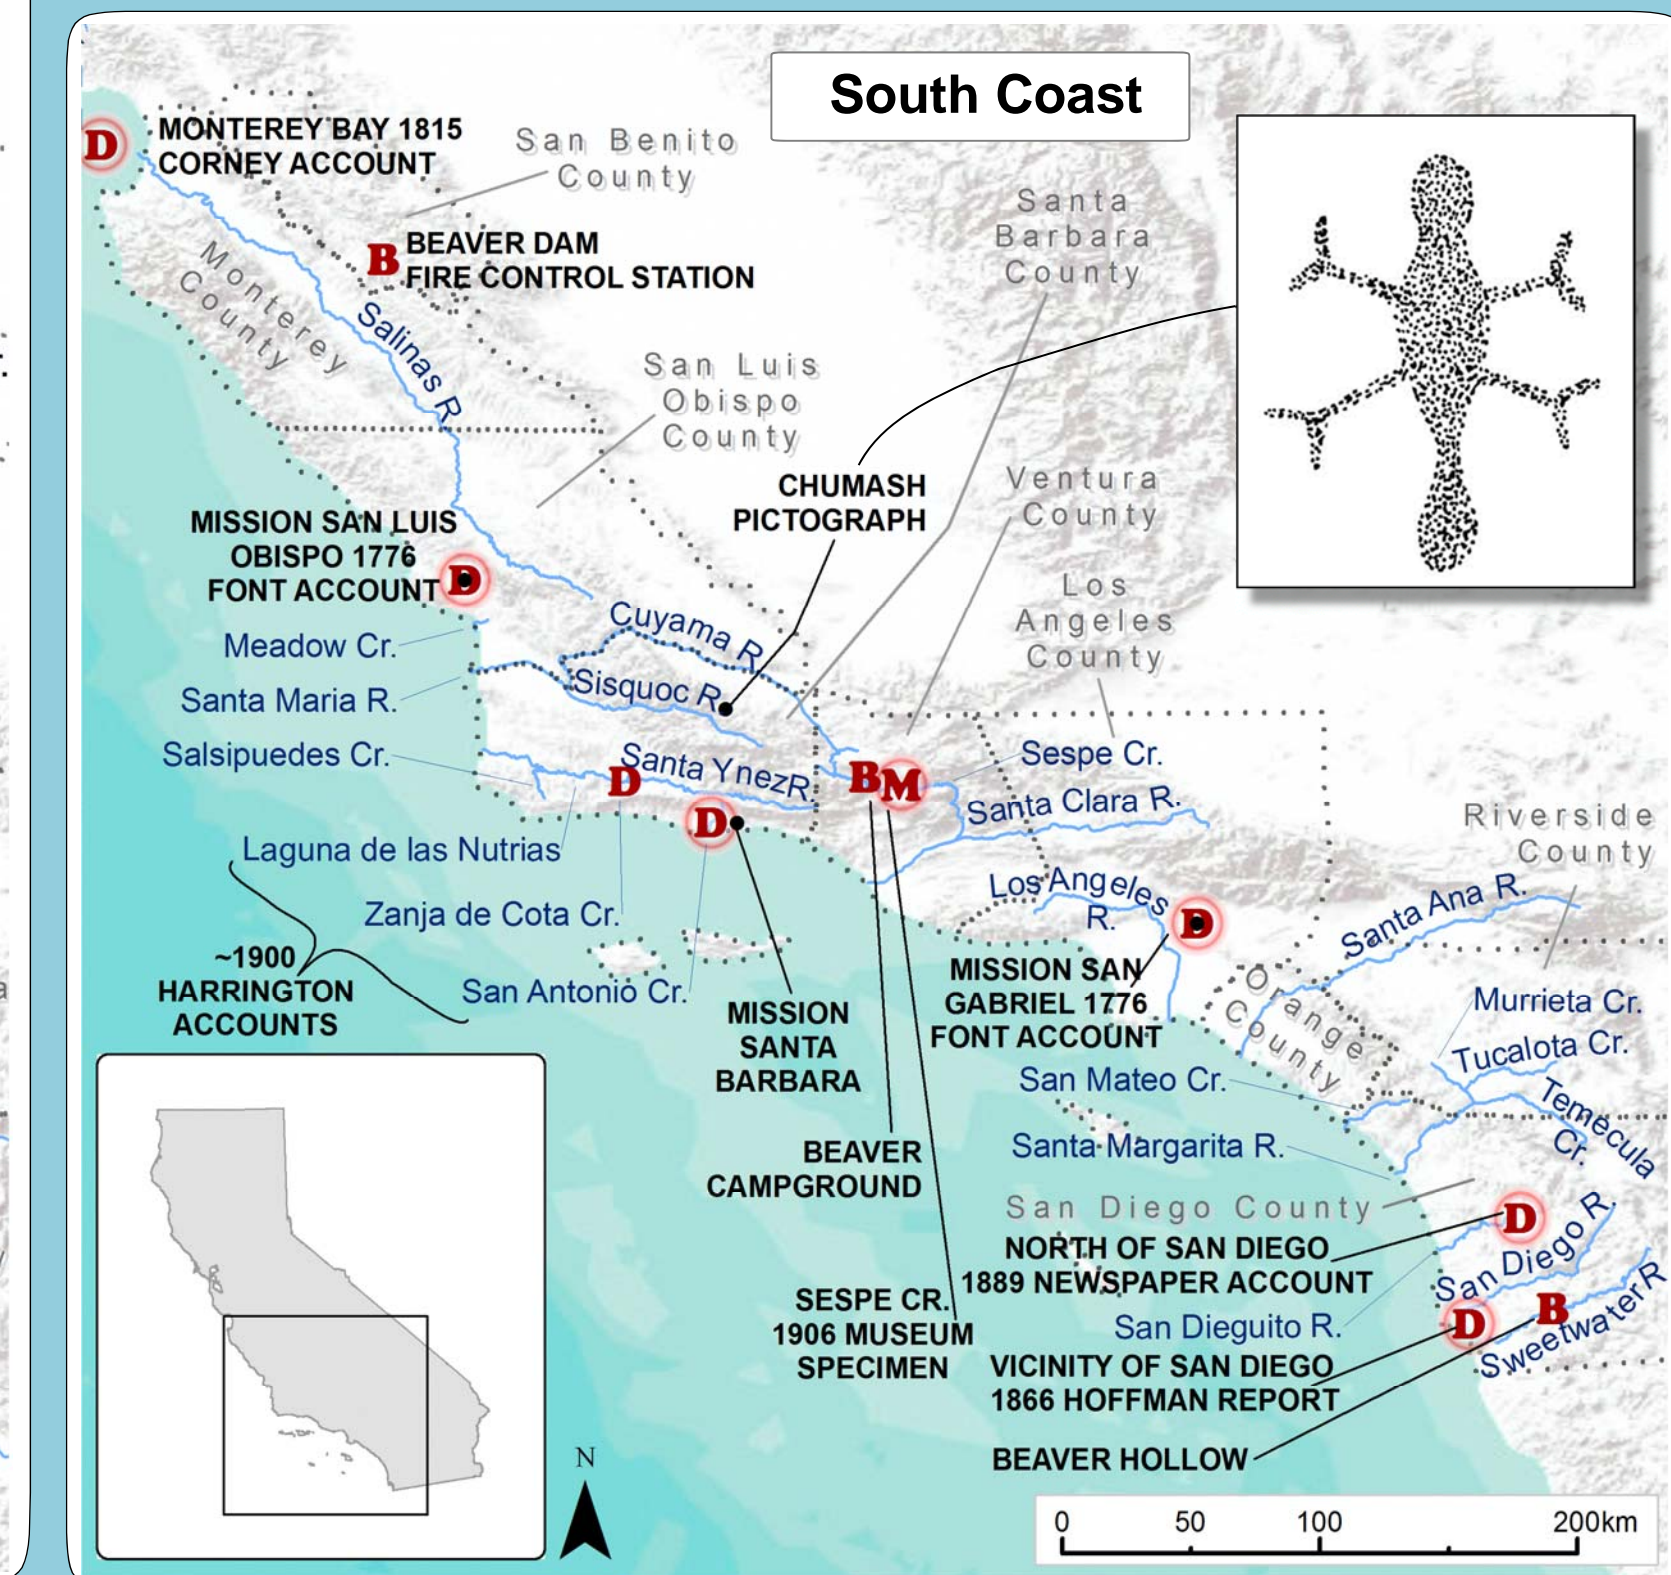 South Coast
D
MONTEREY BAY 1815
CORNEY ACCOUNT
San Benito
County
B
BEAVER DAM
FIRE CONTROL STATION
Santa
Barbara
County
Monterey
County
Salinas R.
San Luis
Obispo
County
CHUMASH
PICTOGRAPH
Ventura
County
MISSION SAN LUIS
OBISPO 1776
FONT ACCOUNT
D
Los
Angeles
County
Cuyama R.
Meadow Cr.
Sisquoc R.
Santa Maria R.
Salsipuedes Cr.
Santa Ynez R.
D
B
M
Sespe Cr.
Santa Clara R.
D
Riverside
County
Laguna de las Nutrias
Los Angeles
R.
D
Santa Ana R.
Zanja de Cota Cr.
~1900
HARRINGTON
ACCOUNTS
San Antonio Cr.
MISSION
SANTA
BARBARA
MISSION SAN
GABRIEL 1776
FONT ACCOUNT
Orange
County
Murrieta Cr.
Tucalota Cr.
San Mateo Cr.
Temecula
Cr.
BEAVER
CAMPGROUND
Santa Margarita R.
San Diego County
D
NORTH OF SAN DIEGO
1889 NEWSPAPER ACCOUNT
San Diego R.
SESPE CR.
1906 MUSEUM
SPECIMEN
San Dieguito R.
D
B
Sweetwater R.
VICINITY OF SAN DIEGO
1866 HOFFMAN REPORT
BEAVER HOLLOW
N
0 50 100 200km